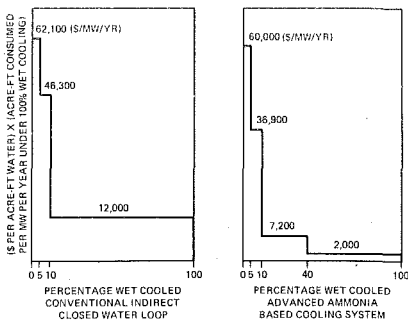 ($ PER ACRE-FT WATER) X (ACRE-FT CONSUMED
PER MW PER YEAR UNDER 100% WET COOLING)
62,100 ($/MW/YR)
46,300
12,000
0 5 10 100
PERCENTAGE WET COOLED
CONVENTIONAL INDIRECT
CLOSED WATER LOOP
60,000 ($/MW/YR)
36,900
7,200
2,000
0 5 10 40 100
PERCENTAGE WET COOLED
ADVANCED AMMONIA
BASED COOLING SYSTEM